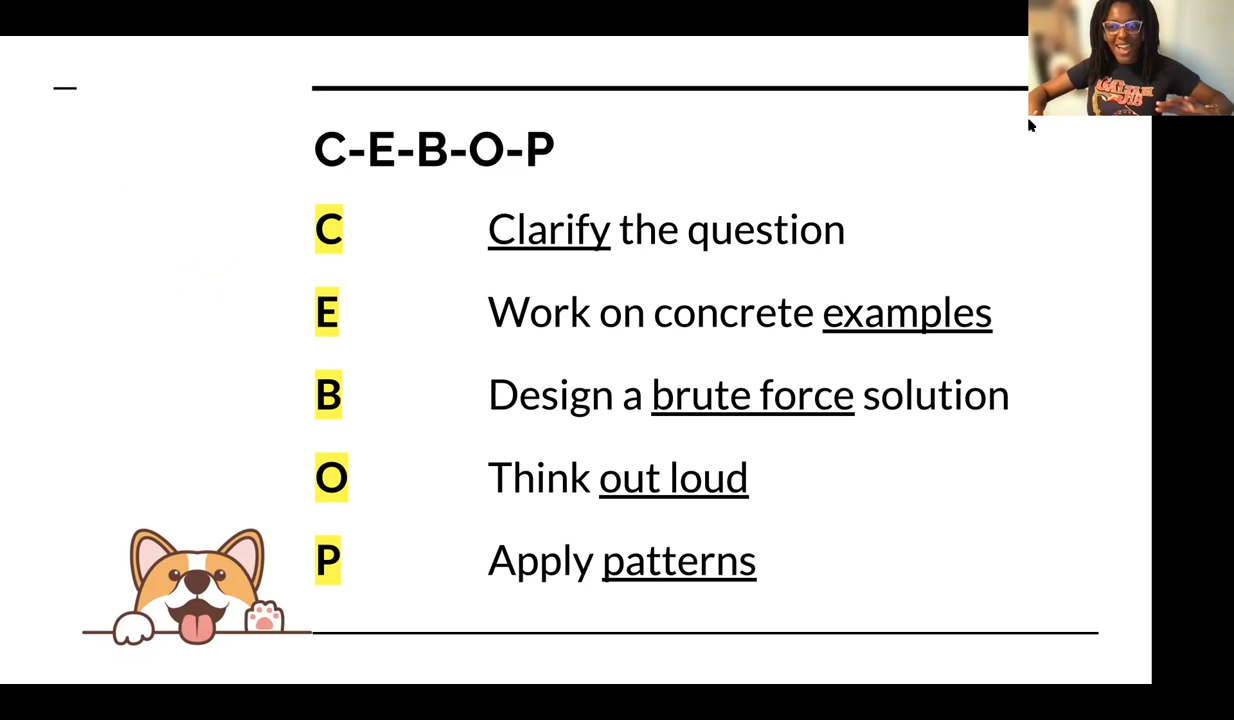 C-E-B-O-P
C Clarify the question
E Work on concrete examples
B Design a brute force solution
O Think out loud
P Apply patterns